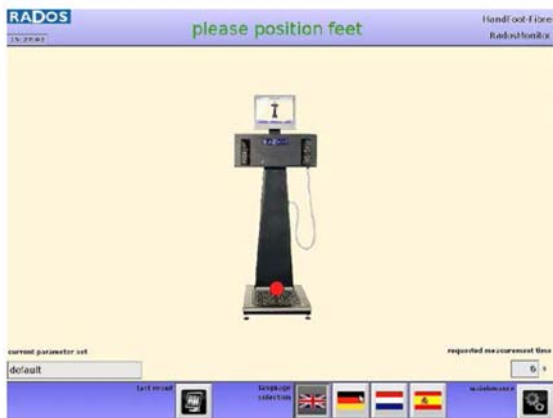 RADOS
please position feet
HandFoot-Fibre
RadosMonitor
RADOS
current parameter set
default
requested measurement time
6 s
last result
language
selection
maintenance